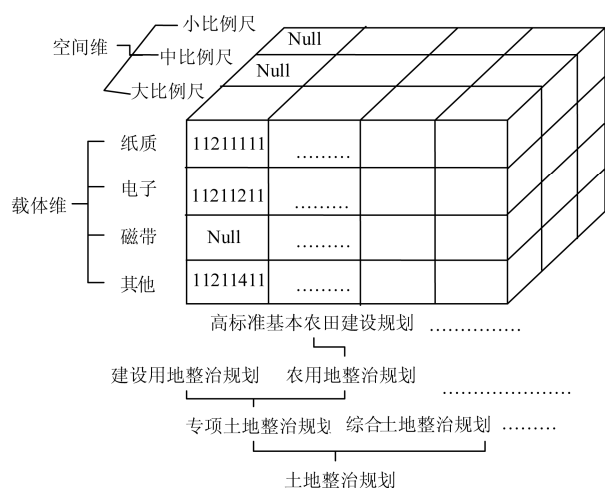 小比例尺
空间维 中比例尺
大比例尺
Null
Null
纸质 11211111 ………
电子 11211211 ………
载体维
磁带 Null ………
其他 11211411 ………
高标准基本农田建设规划 ……………
建设用地整治规划 农用地整治规划 ………………
专项土地整治规划 综合土地整治规划 ………
土地整治规划